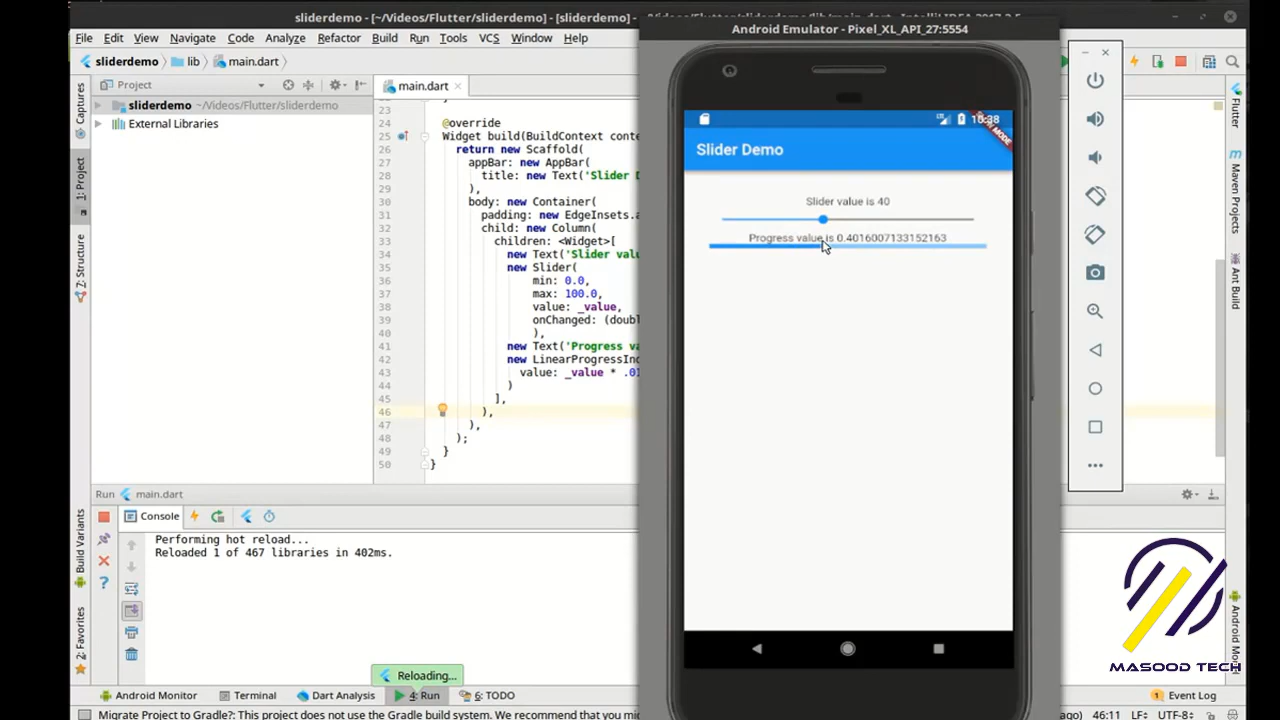 sliderdemo - [~/Videos/Flutter/sliderdemo] - [sliderdemo] -
Android Emulator - Pixel_XL_API_27:5554
File Edit View Navigate Code Analyze Refactor Build Run Tools VCS Window Help
sliderdemo lib main.dart
Project
main.dart
sliderdemo ~/Videos/Flutter/sliderdemo
External Libraries
Captures
1: Project
7: Structure
Build Variants
2: Favorites
23 }
24 @override
25 Widget build(BuildContext conte
26 return new Scaffold(
27 appBar: new AppBar(
28 title: new Text('Slider D
29 ),
30 body: new Container(
31 padding: new EdgeInsets.a
32 child: new Column(
33 children: <Widget>[
34 new Text('Slider valu
35 new Slider(
36 min: 0.0,
37 max: 100.0,
38 value: _value,
39 onChanged: (doubl
40 ),
41 new Text('Progress va
42 new LinearProgressInd
43 value: _value * .01
44 )
45 ],
46 ),
47 ),
48 );
49 }
50 }
10:38
Slider Demo
Slider value is 40
Progress value is 0.4016007133152163
Flutter
Maven Projects
Ant Build
Run main.dart
Console
Performing hot reload...
Reloaded 1 of 467 libraries in 402ms.
Reloading...
Android Monitor Terminal Dart Analysis 4: Run 6: TODO
Event Log
Migrate Project to Gradle?: This project does not use the Gradle build system. We recommend that you mig
ago) 46:11 LF÷ UTF-8÷
MASOOD TECH